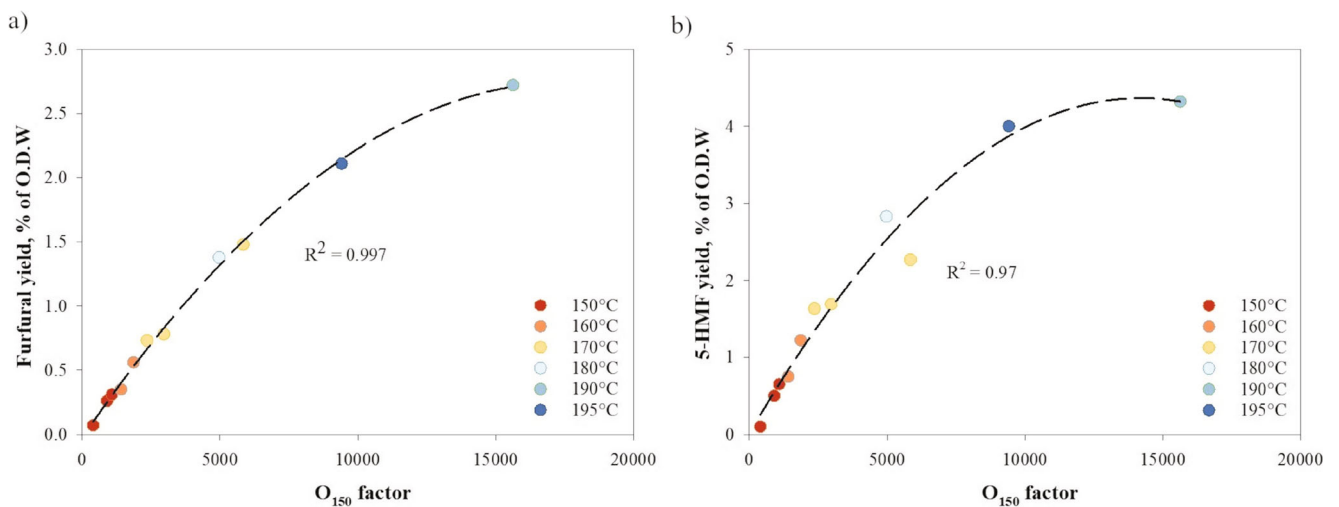 a)
3.0
2.5
2.0
1.5
1.0
0.5
0.0
0
5000
10000
15000
20000
Furfural yield, % of O.D.W
O150 factor
R2 = 0.997
150°C
160°C
170°C
180°C
190°C
195°C
b)
5
4
3
2
1
0
0
5000
10000
15000
20000
5-HMF yield, % of O.D.W
O150 factor
R2 = 0.97
150°C
160°C
170°C
180°C
190°C
195°C